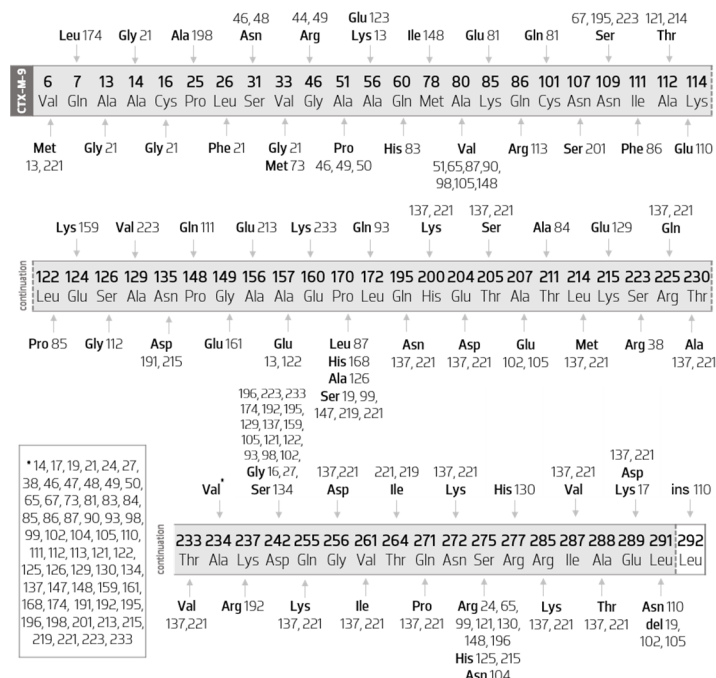 46, 48 44, 49 Glu 123 67, 195, 223 121, 214
Leu 174 Gly 21 Ala 198 Asn Arg Lys 13 Ile 148 Glu 81 Gln 81 Ser Thr
CTX-M-9
6 7 13 14 16 25 26 31 33 46 51 56 60 78 80 85 86 101 107 109 111 112 114
Val Gln Ala Ala Cys Pro Leu Ser Val Gly Ala Ala Gln Met Ala Lys Gln Cys Asn Asn Ile Ala Lys
Met Gly 21 Gly 21 Phe 21 Gly 21 Pro His 83 Val Arg 113 Ser 201 Phe 86 Glu 110
13, 221 Met 73 46, 49, 50 51,65,87,90,
98,105,148
137, 221 137, 221 137, 221
Lys 159 Val 223 Gln 111 Glu 213 Lys 233 Gln 93 Lys Ser Ala 84 Glu 129 Gln
continuation
122 124 126 129 135 148 149 156 157 160 170 172 195 200 204 205 207 211 214 215 223 225 230
Leu Glu Ser Ala Asn Pro Gly Ala Ala Glu Pro Leu Gln His Glu Thr Ala Thr Leu Lys Ser Arg Thr
Pro 85 Gly 112 Asp Glu 161 Glu Leu 87 Asn Asp Glu Met Arg 38 Ala
191, 215 13, 122 His 168 137, 221 137, 221 102, 105 137, 221 137, 221
Ala 126
Ser 19, 99,
147, 219, 221
196, 223, 233
174, 192, 195,
129, 137, 159,
105, 121, 122,
93, 98, 102,
Gly 16, 27,
Ser 134
137,221 221, 219 137, 221 137, 221 137, 221
Asp
Val* Asp Ile Lys His 130 Val Lys 17 ins 110
continuation
233 234 237 242 255 256 261 264 271 272 275 277 285 287 288 289 291 292
Thr Ala Lys Asp Gln Gly Val Thr Gln Asn Ser Arg Arg Ile Ala Glu Leu Leu
Val Arg 192 Lys Ile Pro Arg 24, 65, Lys Thr Asn 110
137, 221 137, 221 137, 221 137, 221 99, 121, 130, 137, 221 137, 221 del 19,
148, 196 102, 105
His 125, 215
Asn 104
* 14, 17, 19, 21, 24, 27,
38, 46, 47, 48, 49, 50,
65, 67, 73, 81, 83, 84,
85, 86, 87, 90, 93, 98,
99, 102, 104, 105, 110,
111, 112, 113, 121, 122,
125, 126, 129, 130, 134,
137, 147, 148, 159, 161,
168, 174, 191, 192, 195,
196, 198, 201, 213, 215,
219, 221, 223, 233